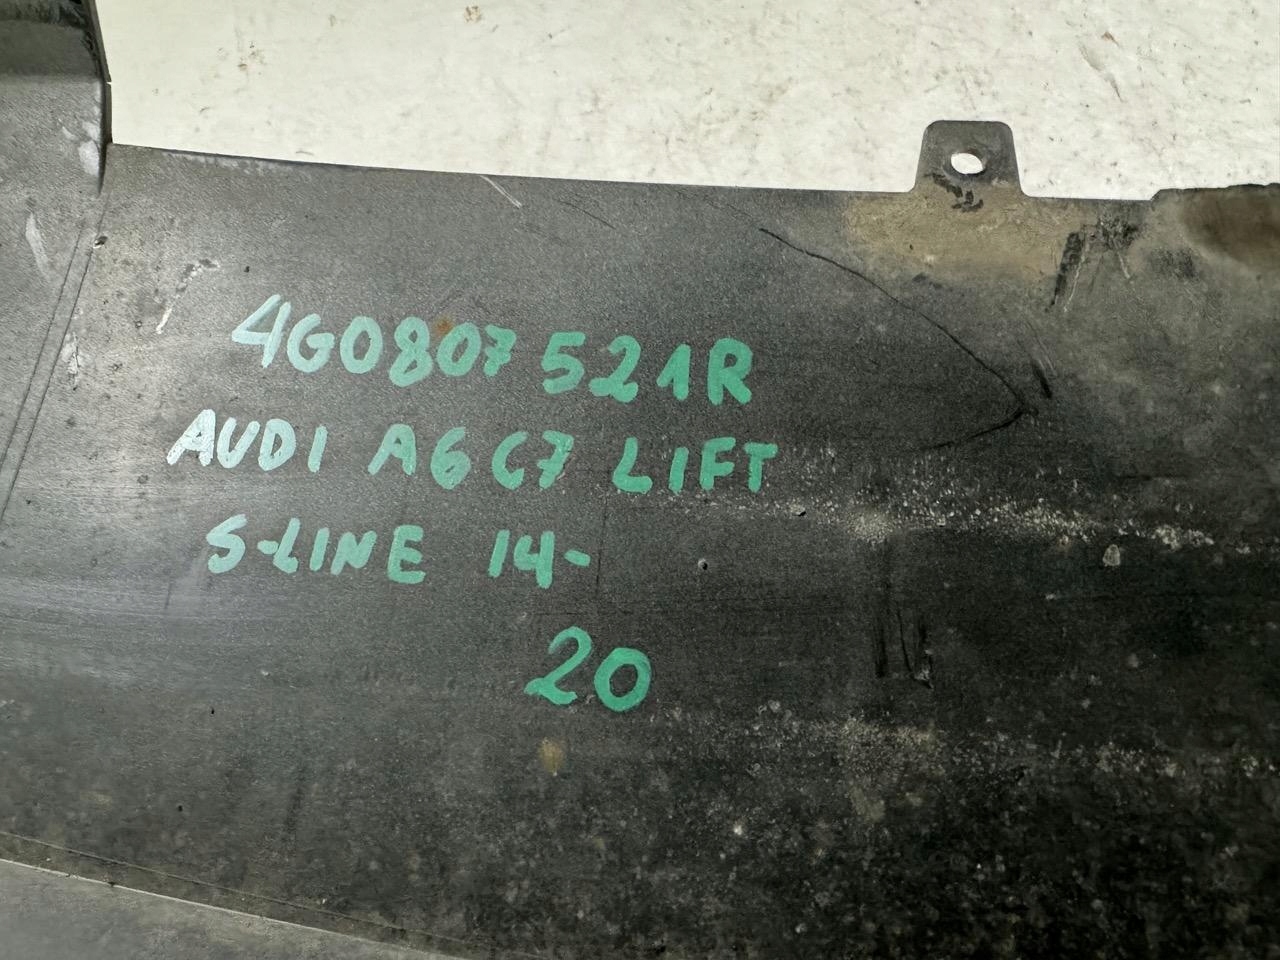 4G0807521R
AUDI A6 C7 LIFT
S-LINE 14-
20